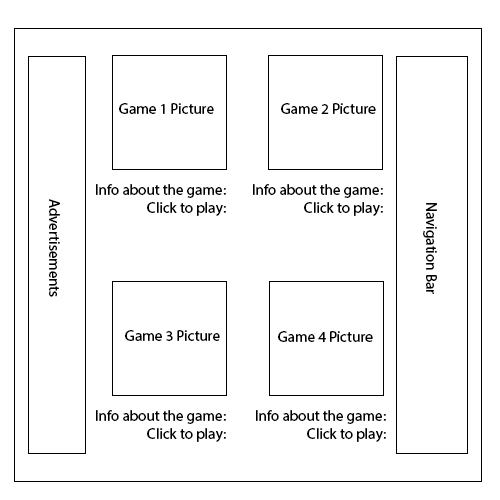 Advertisements
Game 1 Picture
Info about the game:
Click to play:
Game 2 Picture
Info about the game:
Click to play:
Game 3 Picture
Info about the game:
Click to play:
Game 4 Picture
Info about the game:
Click to play:
Navigation Bar